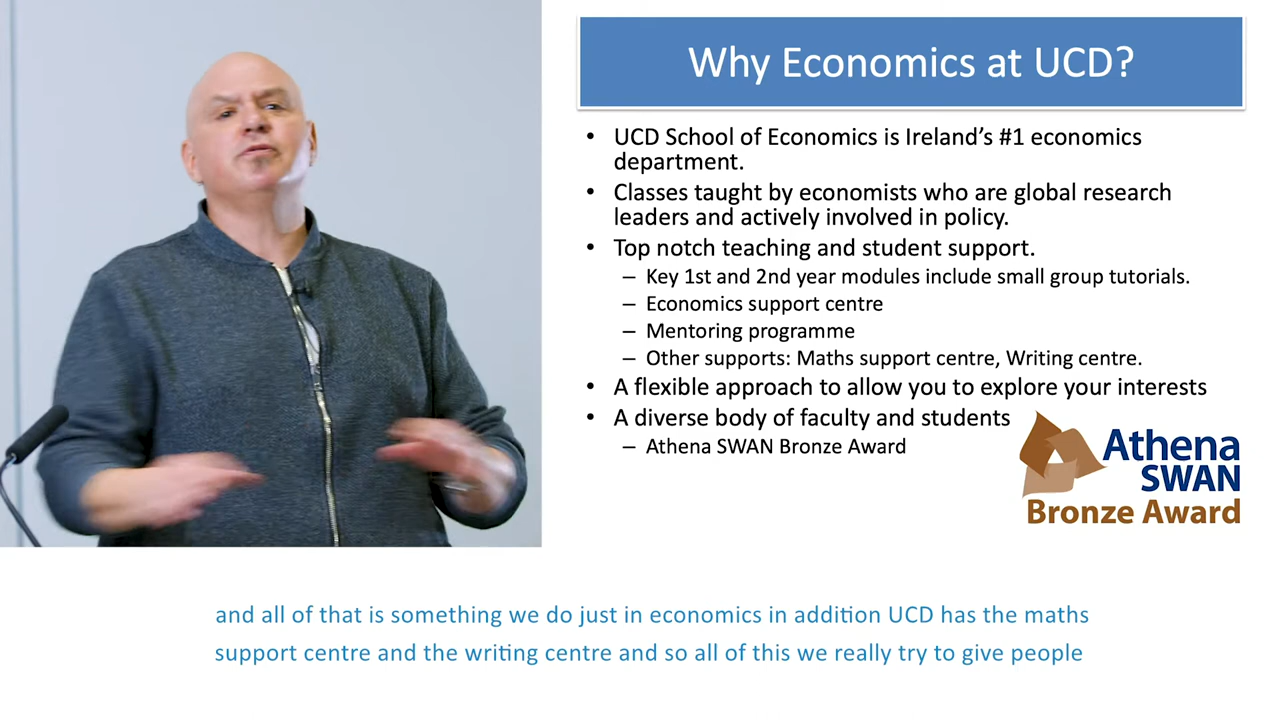 Why Economics at UCD?
• UCD School of Economics is Ireland's #1 economics
department.
• Classes taught by economists who are global research
leaders and actively involved in policy.
• Top notch teaching and student support.
– Key 1st and 2nd year modules include small group tutorials.
– Economics support centre
– Mentoring programme
– Other supports: Maths support centre, Writing centre.
• A flexible approach to allow you to explore your interests
• A diverse body of faculty and students
– Athena SWAN Bronze Award
Athena
SWAN
Bronze Award
and all of that is something we do just in economics in addition UCD has the maths
support centre and the writing centre and so all of this we really try to give people